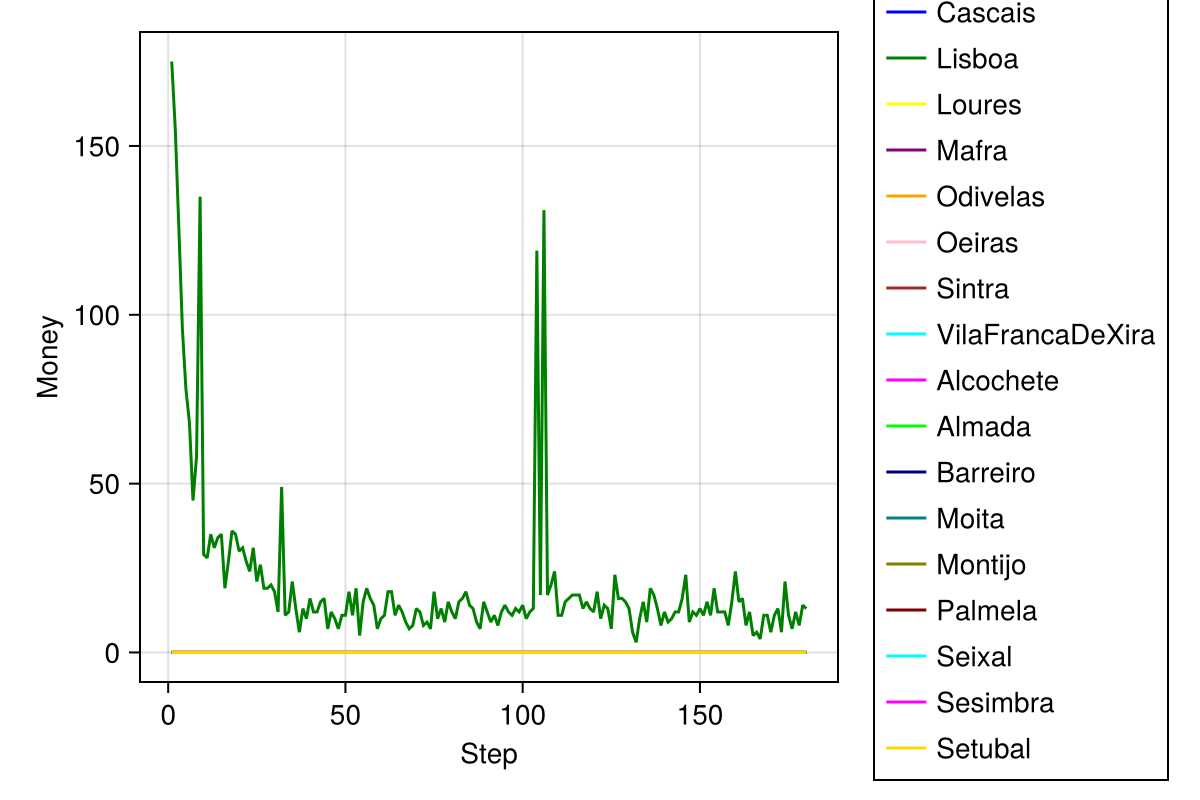 Money
150
100
50
0
0 50 100 150
Step
Cascais
Lisboa
Loures
Mafra
Odivelas
Oeiras
Sintra
VilaFrancaDeXira
Alcochete
Almada
Barreiro
Moita
Montijo
Palmela
Seixal
Sesimbra
Setubal